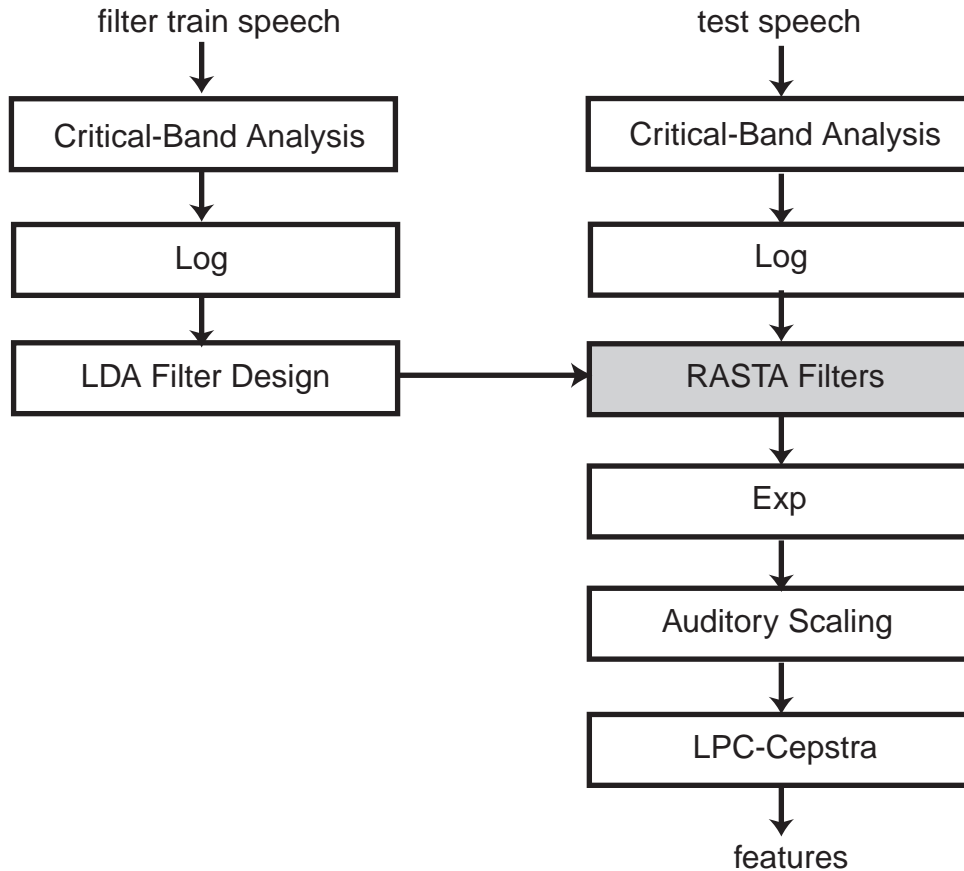 filter train speech
Critical-Band Analysis
Log
LDA Filter Design
test speech
Critical-Band Analysis
Log
RASTA Filters
Exp
Auditory Scaling
LPC-Cepstra
features